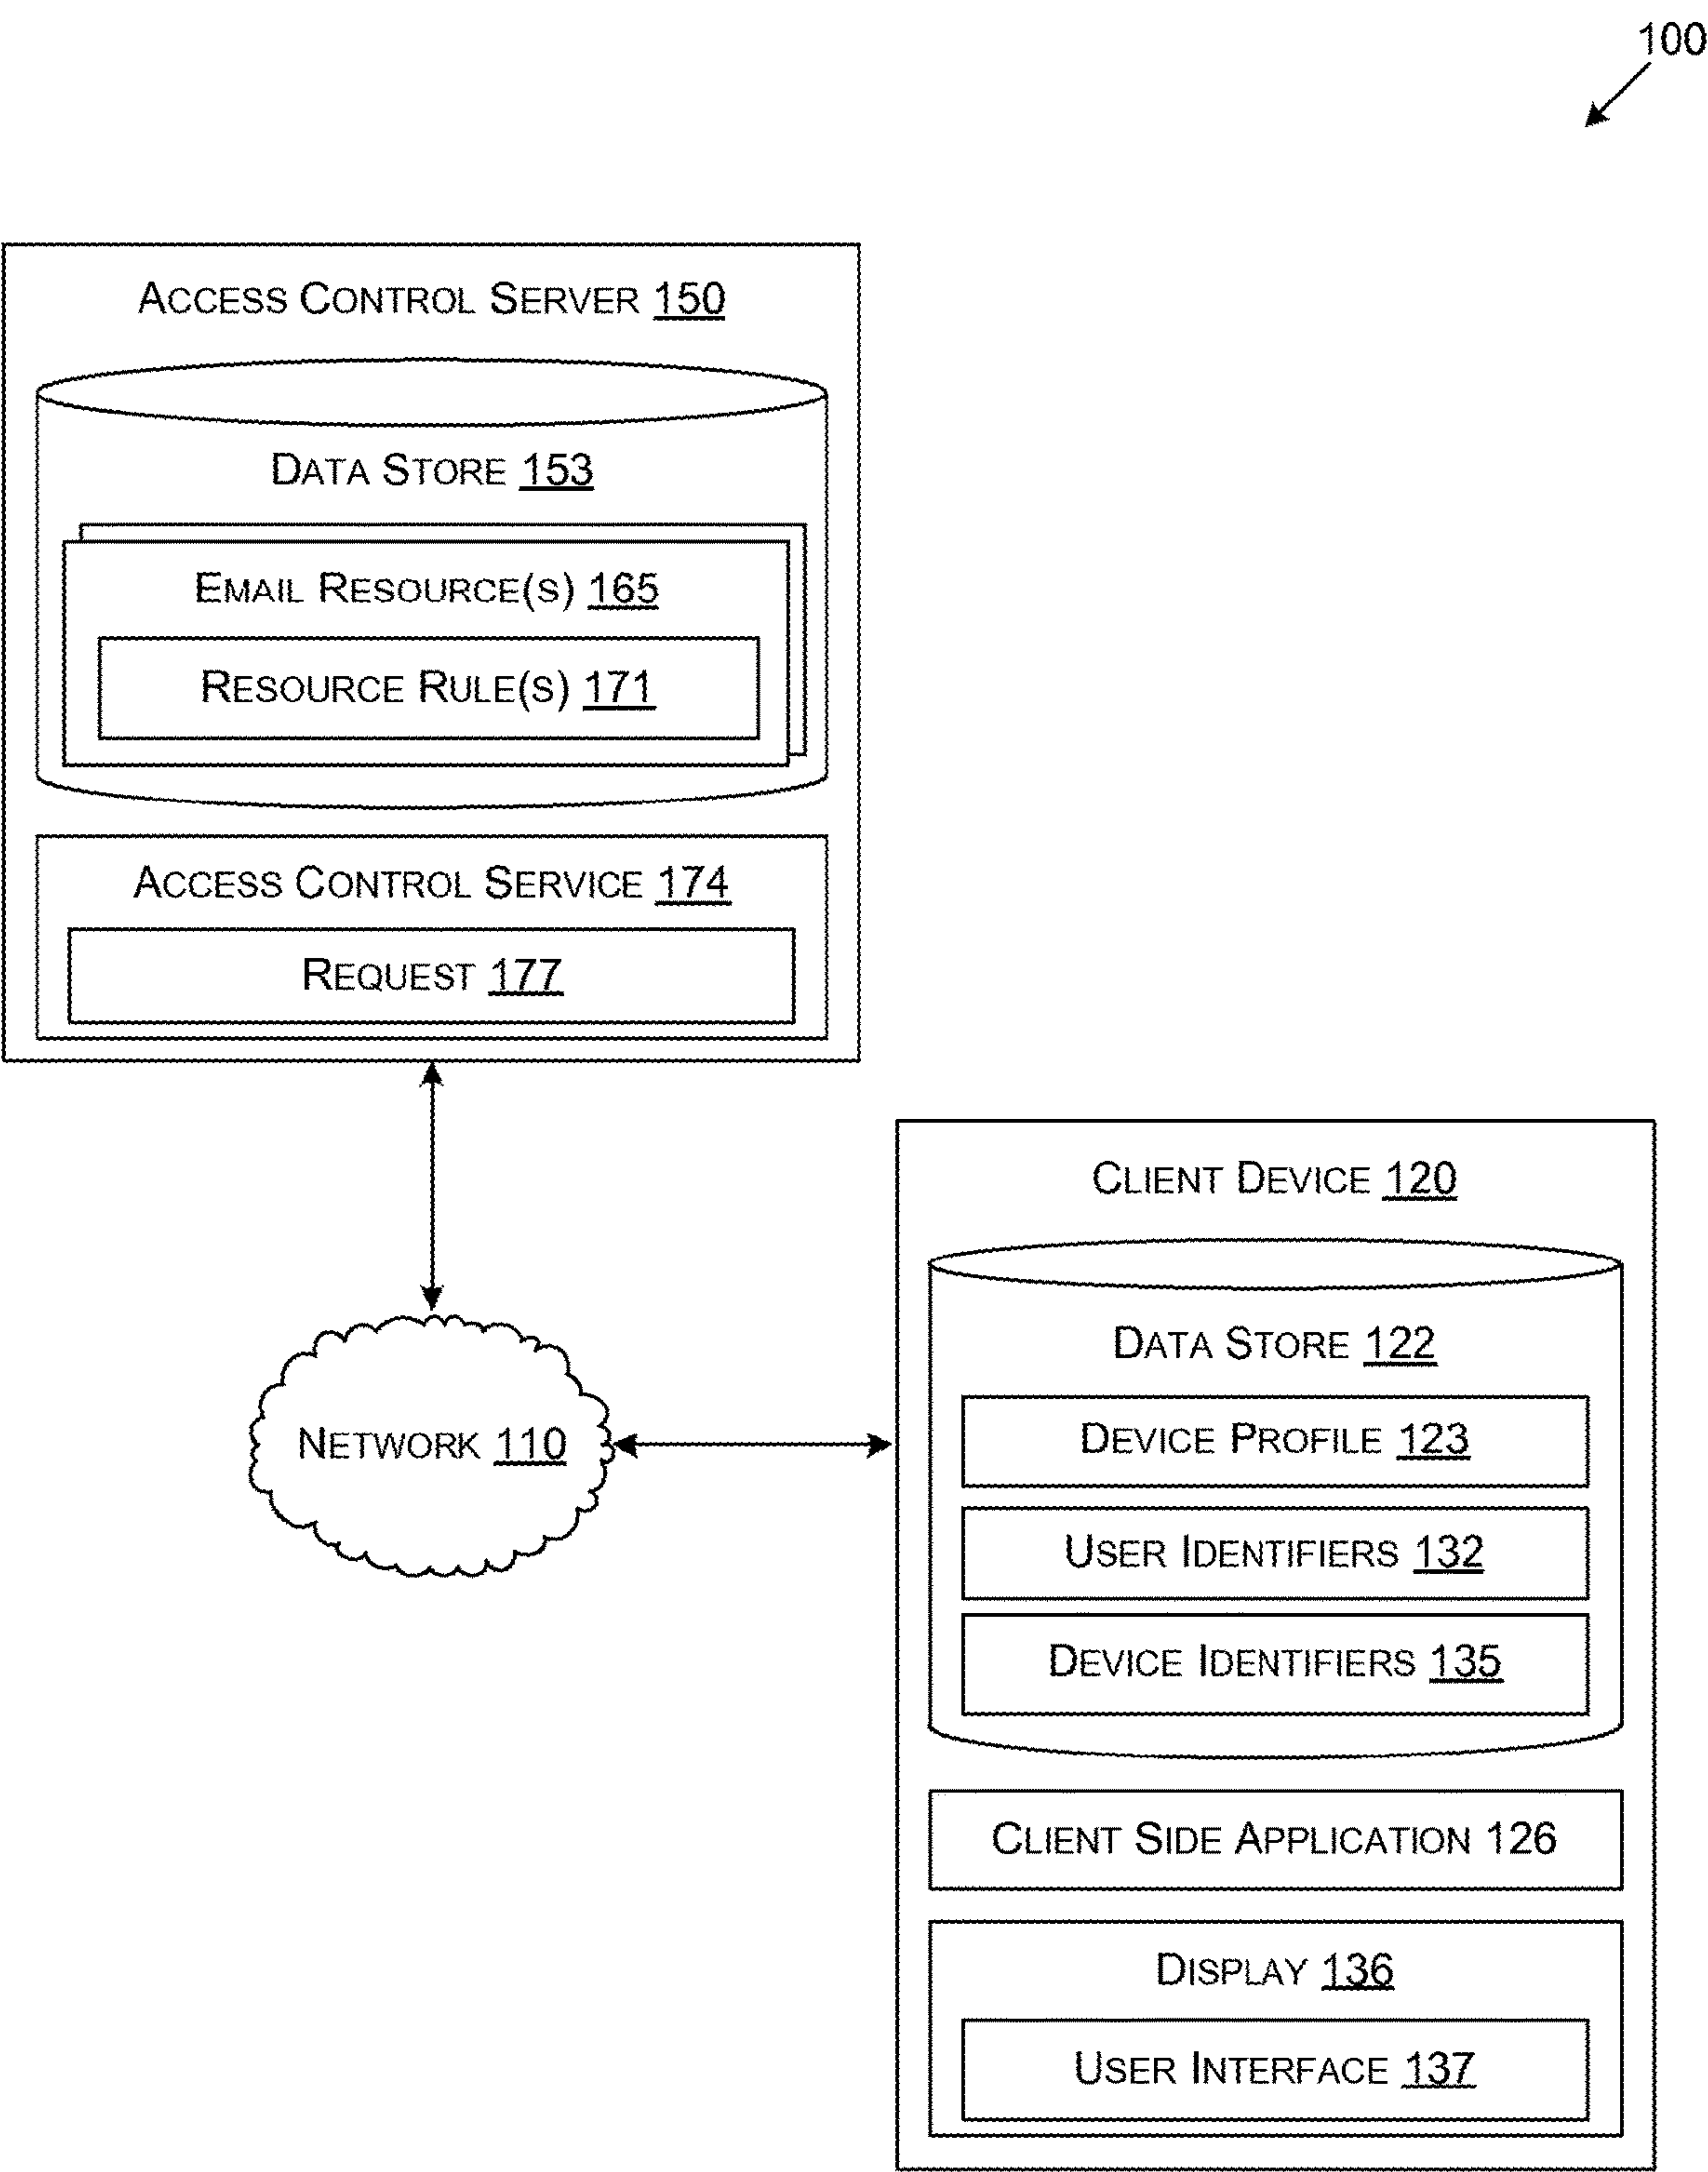 100
ACCESS CONTROL SERVER 150
DATA STORE 153
EMAIL RESOURCE(S) 165
RESOURCE RULE(S) 171
ACCESS CONTROL SERVICE 174
REQUEST 177
NETWORK 110
CLIENT DEVICE 120
DATA STORE 122
DEVICE PROFILE 123
USER IDENTIFIERS 132
DEVICE IDENTIFIERS 135
CLIENT SIDE APPLICATION 126
DISPLAY 136
USER INTERFACE 137